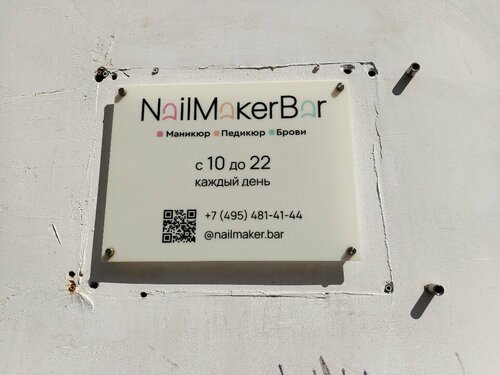 NailMakerBar
Маникюр Педикюр Брови
с 10 до 22
каждый день
+7 (495) 481-41-44
@nailmaker.bar